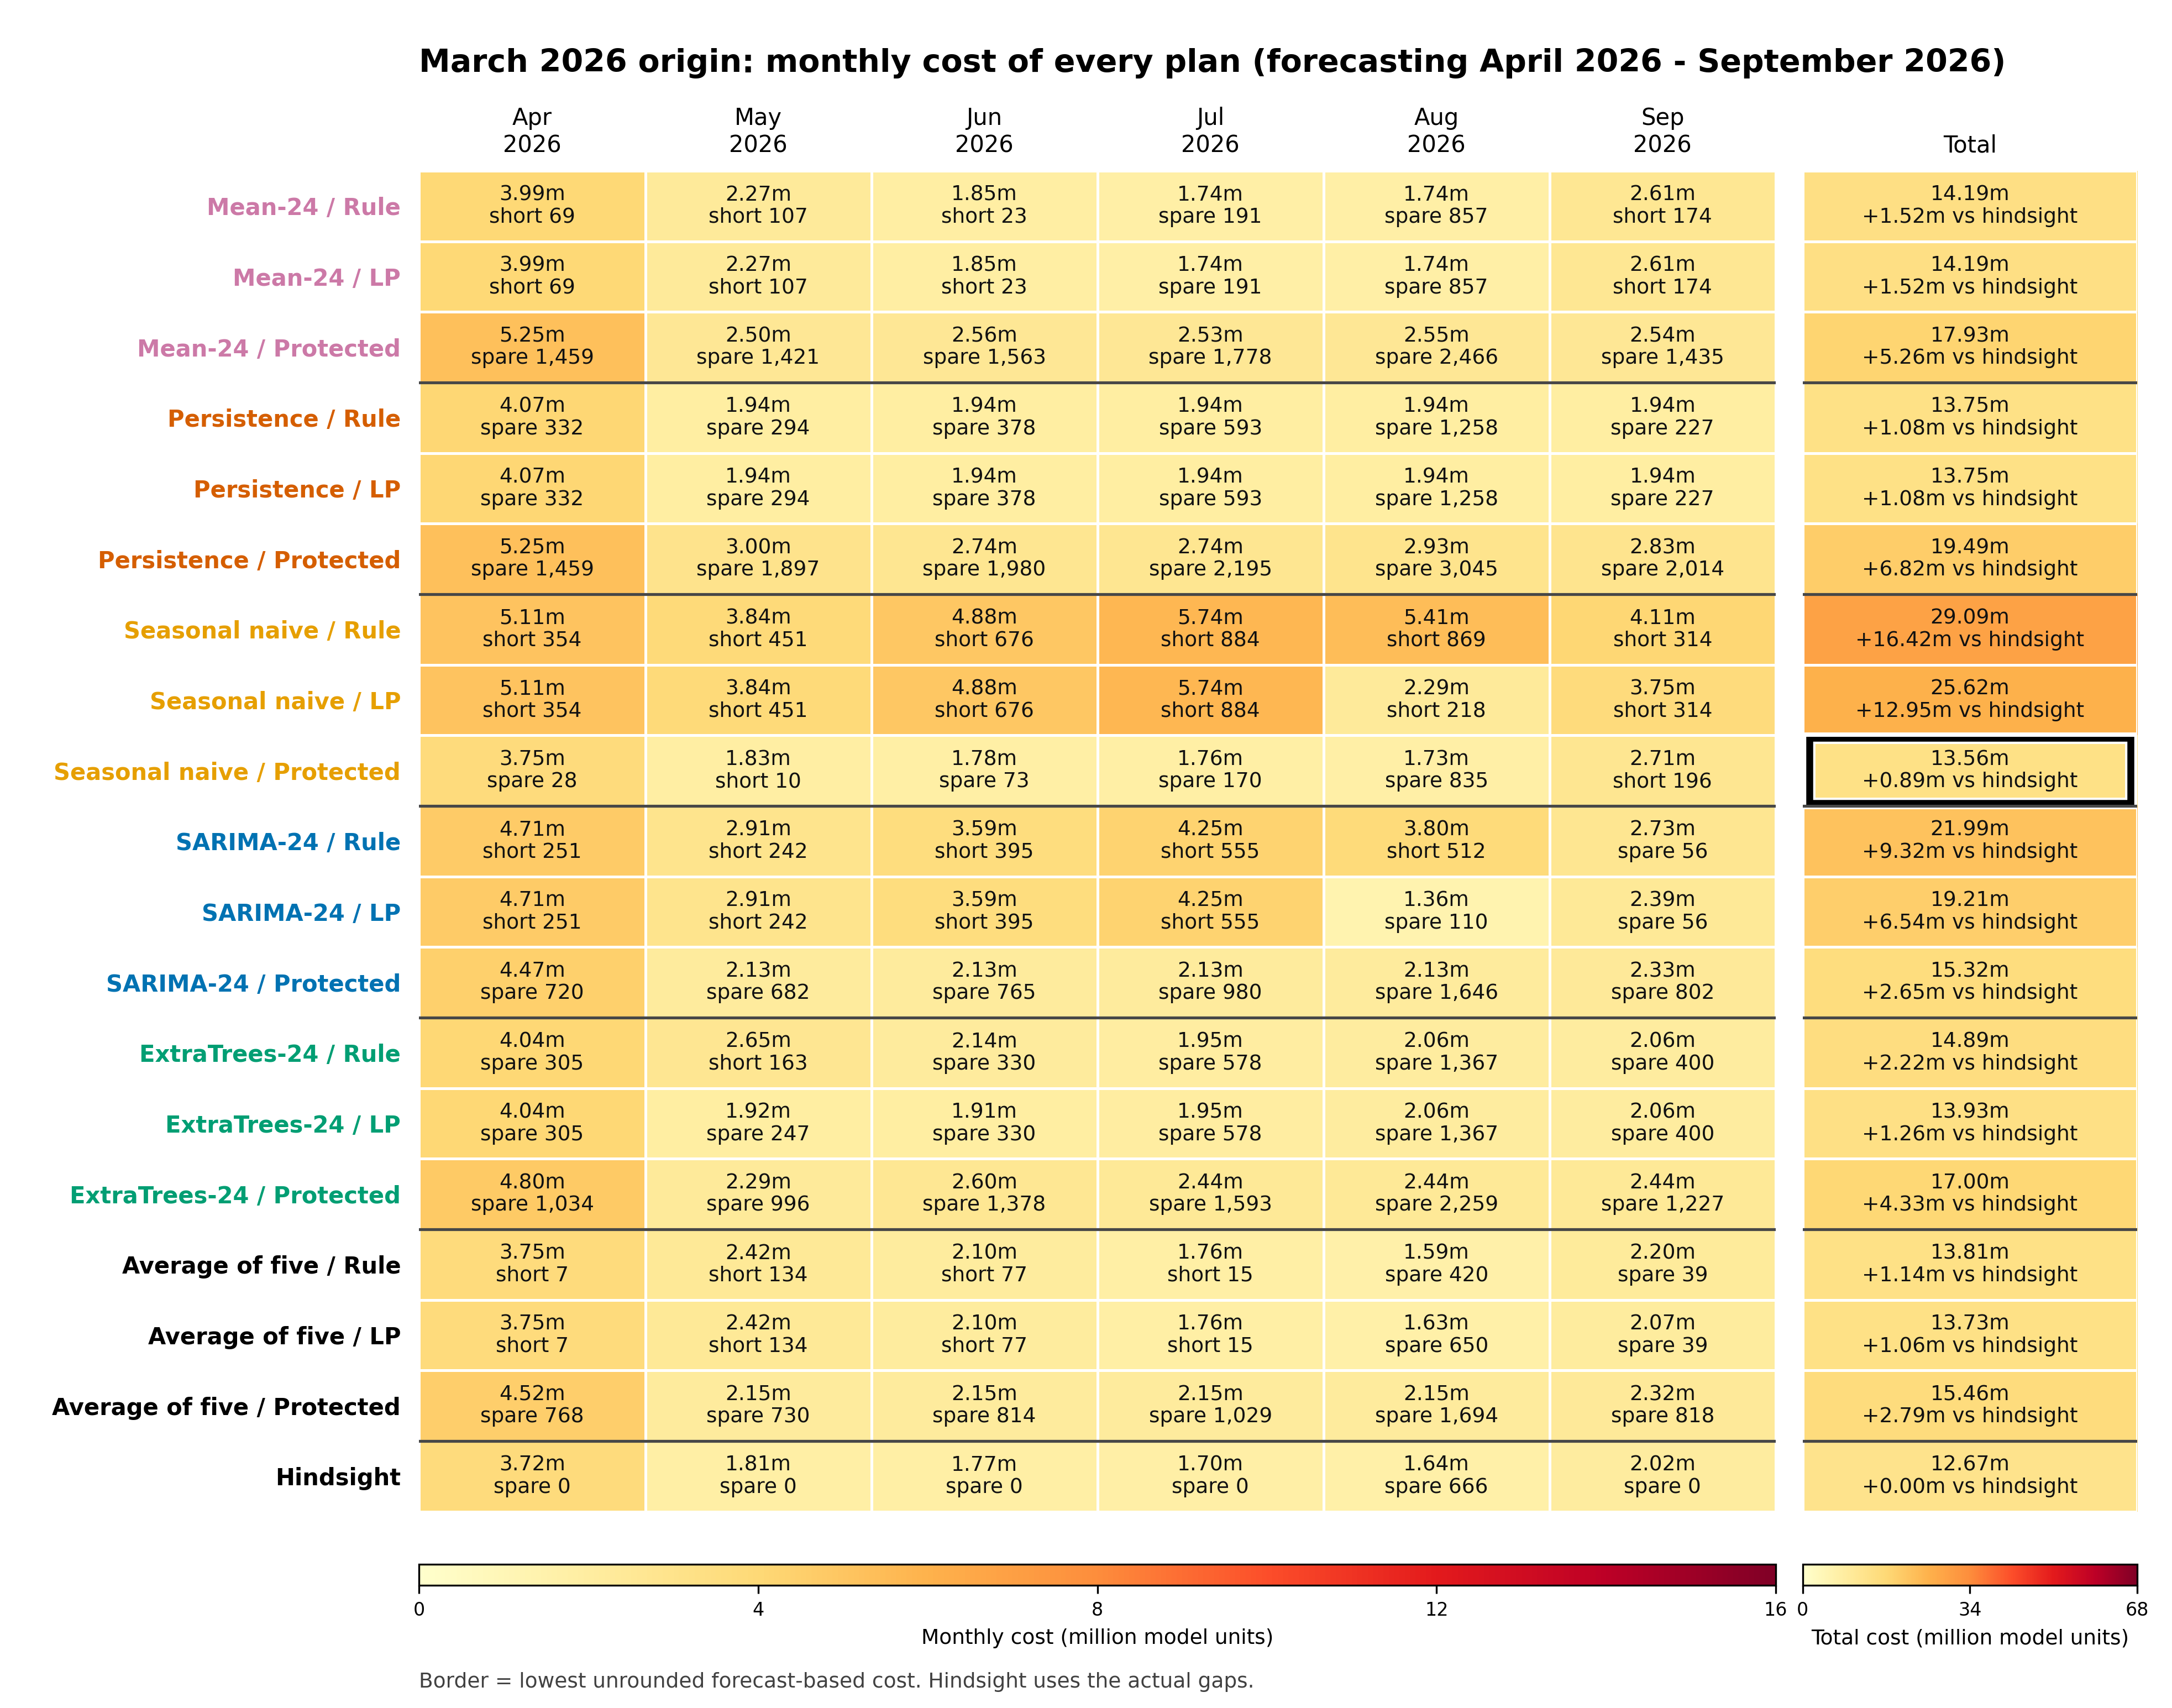 March 2026 origin: monthly cost of every plan (forecasting April 2026 - September 2026)
Apr 2026 May 2026 Jun 2026 Jul 2026 Aug 2026 Sep 2026 Total
Mean-24 / Rule
3.99m 2.27m 1.85m 1.74m 1.74m 2.61m 14.19m
short 69 short 107 short 23 spare 191 spare 857 short 174 +1.52m vs hindsight
Mean-24 / LP
3.99m 2.27m 1.85m 1.74m 1.74m 2.61m 14.19m
short 69 short 107 short 23 spare 191 spare 857 short 174 +1.52m vs hindsight
Mean-24 / Protected
5.25m 2.50m 2.56m 2.53m 2.55m 2.54m 17.93m
spare 1,459 spare 1,421 spare 1,563 spare 1,778 spare 2,466 spare 1,435 +5.26m vs hindsight
Persistence / Rule
4.07m 1.94m 1.94m 1.94m 1.94m 1.94m 13.75m
spare 332 spare 294 spare 378 spare 593 spare 1,258 spare 227 +1.08m vs hindsight
Persistence / LP
4.07m 1.94m 1.94m 1.94m 1.94m 1.94m 13.75m
spare 332 spare 294 spare 378 spare 593 spare 1,258 spare 227 +1.08m vs hindsight
Persistence / Protected
5.25m 3.00m 2.74m 2.74m 2.93m 2.83m 19.49m
spare 1,459 spare 1,897 spare 1,980 spare 2,195 spare 3,045 spare 2,014 +6.82m vs hindsight
Seasonal naive / Rule
5.11m 3.84m 4.88m 5.74m 5.41m 4.11m 29.09m
short 354 short 451 short 676 short 884 short 869 short 314 +16.42m vs hindsight
Seasonal naive / LP
5.11m 3.84m 4.88m 5.74m 2.29m 3.75m 25.62m
short 354 short 451 short 676 short 884 short 218 short 314 +12.95m vs hindsight
Seasonal naive / Protected
3.75m 1.83m 1.78m 1.76m 1.73m 2.71m 13.56m
spare 28 short 10 spare 73 spare 170 spare 835 short 196 +0.89m vs hindsight
SARIMA-24 / Rule
4.71m 2.91m 3.59m 4.25m 3.80m 2.73m 21.99m
short 251 short 242 short 395 short 555 short 512 spare 56 +9.32m vs hindsight
SARIMA-24 / LP
4.71m 2.91m 3.59m 4.25m 1.36m 2.39m 19.21m
short 251 short 242 short 395 short 555 spare 110 spare 56 +6.54m vs hindsight
SARIMA-24 / Protected
4.47m 2.13m 2.13m 2.13m 2.13m 2.33m 15.32m
spare 720 spare 682 spare 765 spare 980 spare 1,646 spare 802 +2.65m vs hindsight
ExtraTrees-24 / Rule
4.04m 2.65m 2.14m 1.95m 2.06m 2.06m 14.89m
spare 305 short 163 spare 330 spare 578 spare 1,367 spare 400 +2.22m vs hindsight
ExtraTrees-24 / LP
4.04m 1.92m 1.91m 1.95m 2.06m 2.06m 13.93m
spare 305 spare 247 spare 330 spare 578 spare 1,367 spare 400 +1.26m vs hindsight
ExtraTrees-24 / Protected
4.80m 2.29m 2.60m 2.44m 2.44m 2.44m 17.00m
spare 1,034 spare 996 spare 1,378 spare 1,593 spare 2,259 spare 1,227 +4.33m vs hindsight
Average of five / Rule
3.75m 2.42m 2.10m 1.76m 1.59m 2.20m 13.81m
short 7 short 134 short 77 short 15 spare 420 spare 39 +1.14m vs hindsight
Average of five / LP
3.75m 2.42m 2.10m 1.76m 1.63m 2.07m 13.73m
short 7 short 134 short 77 short 15 spare 650 spare 39 +1.06m vs hindsight
Average of five / Protected
4.52m 2.15m 2.15m 2.15m 2.15m 2.32m 15.46m
spare 768 spare 730 spare 814 spare 1,029 spare 1,694 spare 818 +2.79m vs hindsight
Hindsight
3.72m 1.81m 1.77m 1.70m 1.64m 2.02m 12.67m
spare 0 spare 0 spare 0 spare 0 spare 666 spare 0 +0.00m vs hindsight
0 4 8 12 16 0 34 68
Monthly cost (million model units) Total cost (million model units)
Border = lowest unrounded forecast-based cost. Hindsight uses the actual gaps.